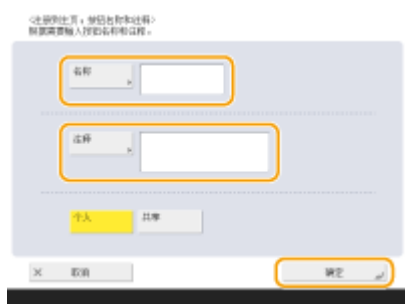 <注册到主页:按钮名称和注释>
根据需要输入按钮名称和注释。
名称
注释
个人
共享
× 取消
确定